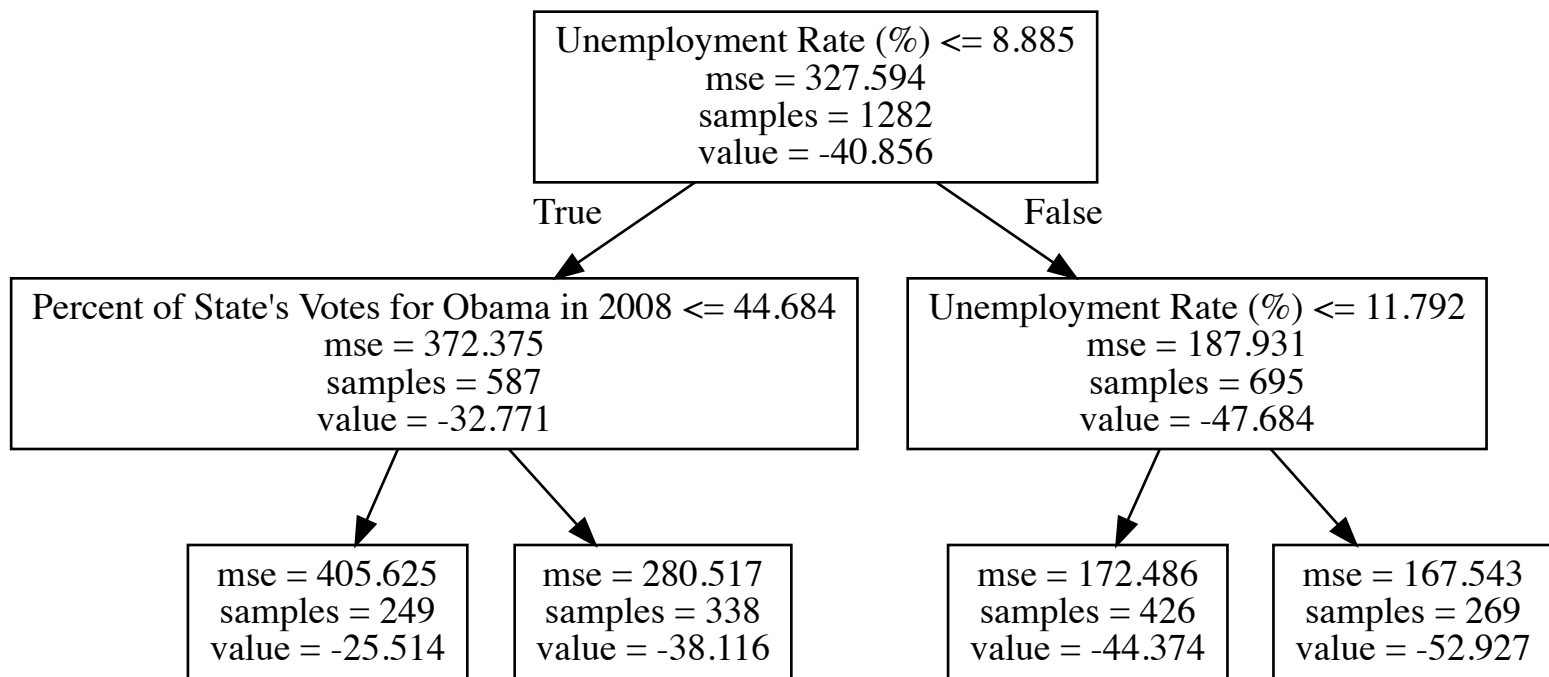 Unemployment Rate (%) <= 8.885
mse = 327.594
samples = 1282
value = -40.856
True
False
Percent of State's Votes for Obama in 2008 <= 44.684
mse = 372.375
samples = 587
value = -32.771
Unemployment Rate (%) <= 11.792
mse = 187.931
samples = 695
value = -47.684
mse = 405.625
samples = 249
value = -25.514
mse = 280.517
samples = 338
value = -38.116
mse = 172.486
samples = 426
value = -44.374
mse = 167.543
samples = 269
value = -52.927